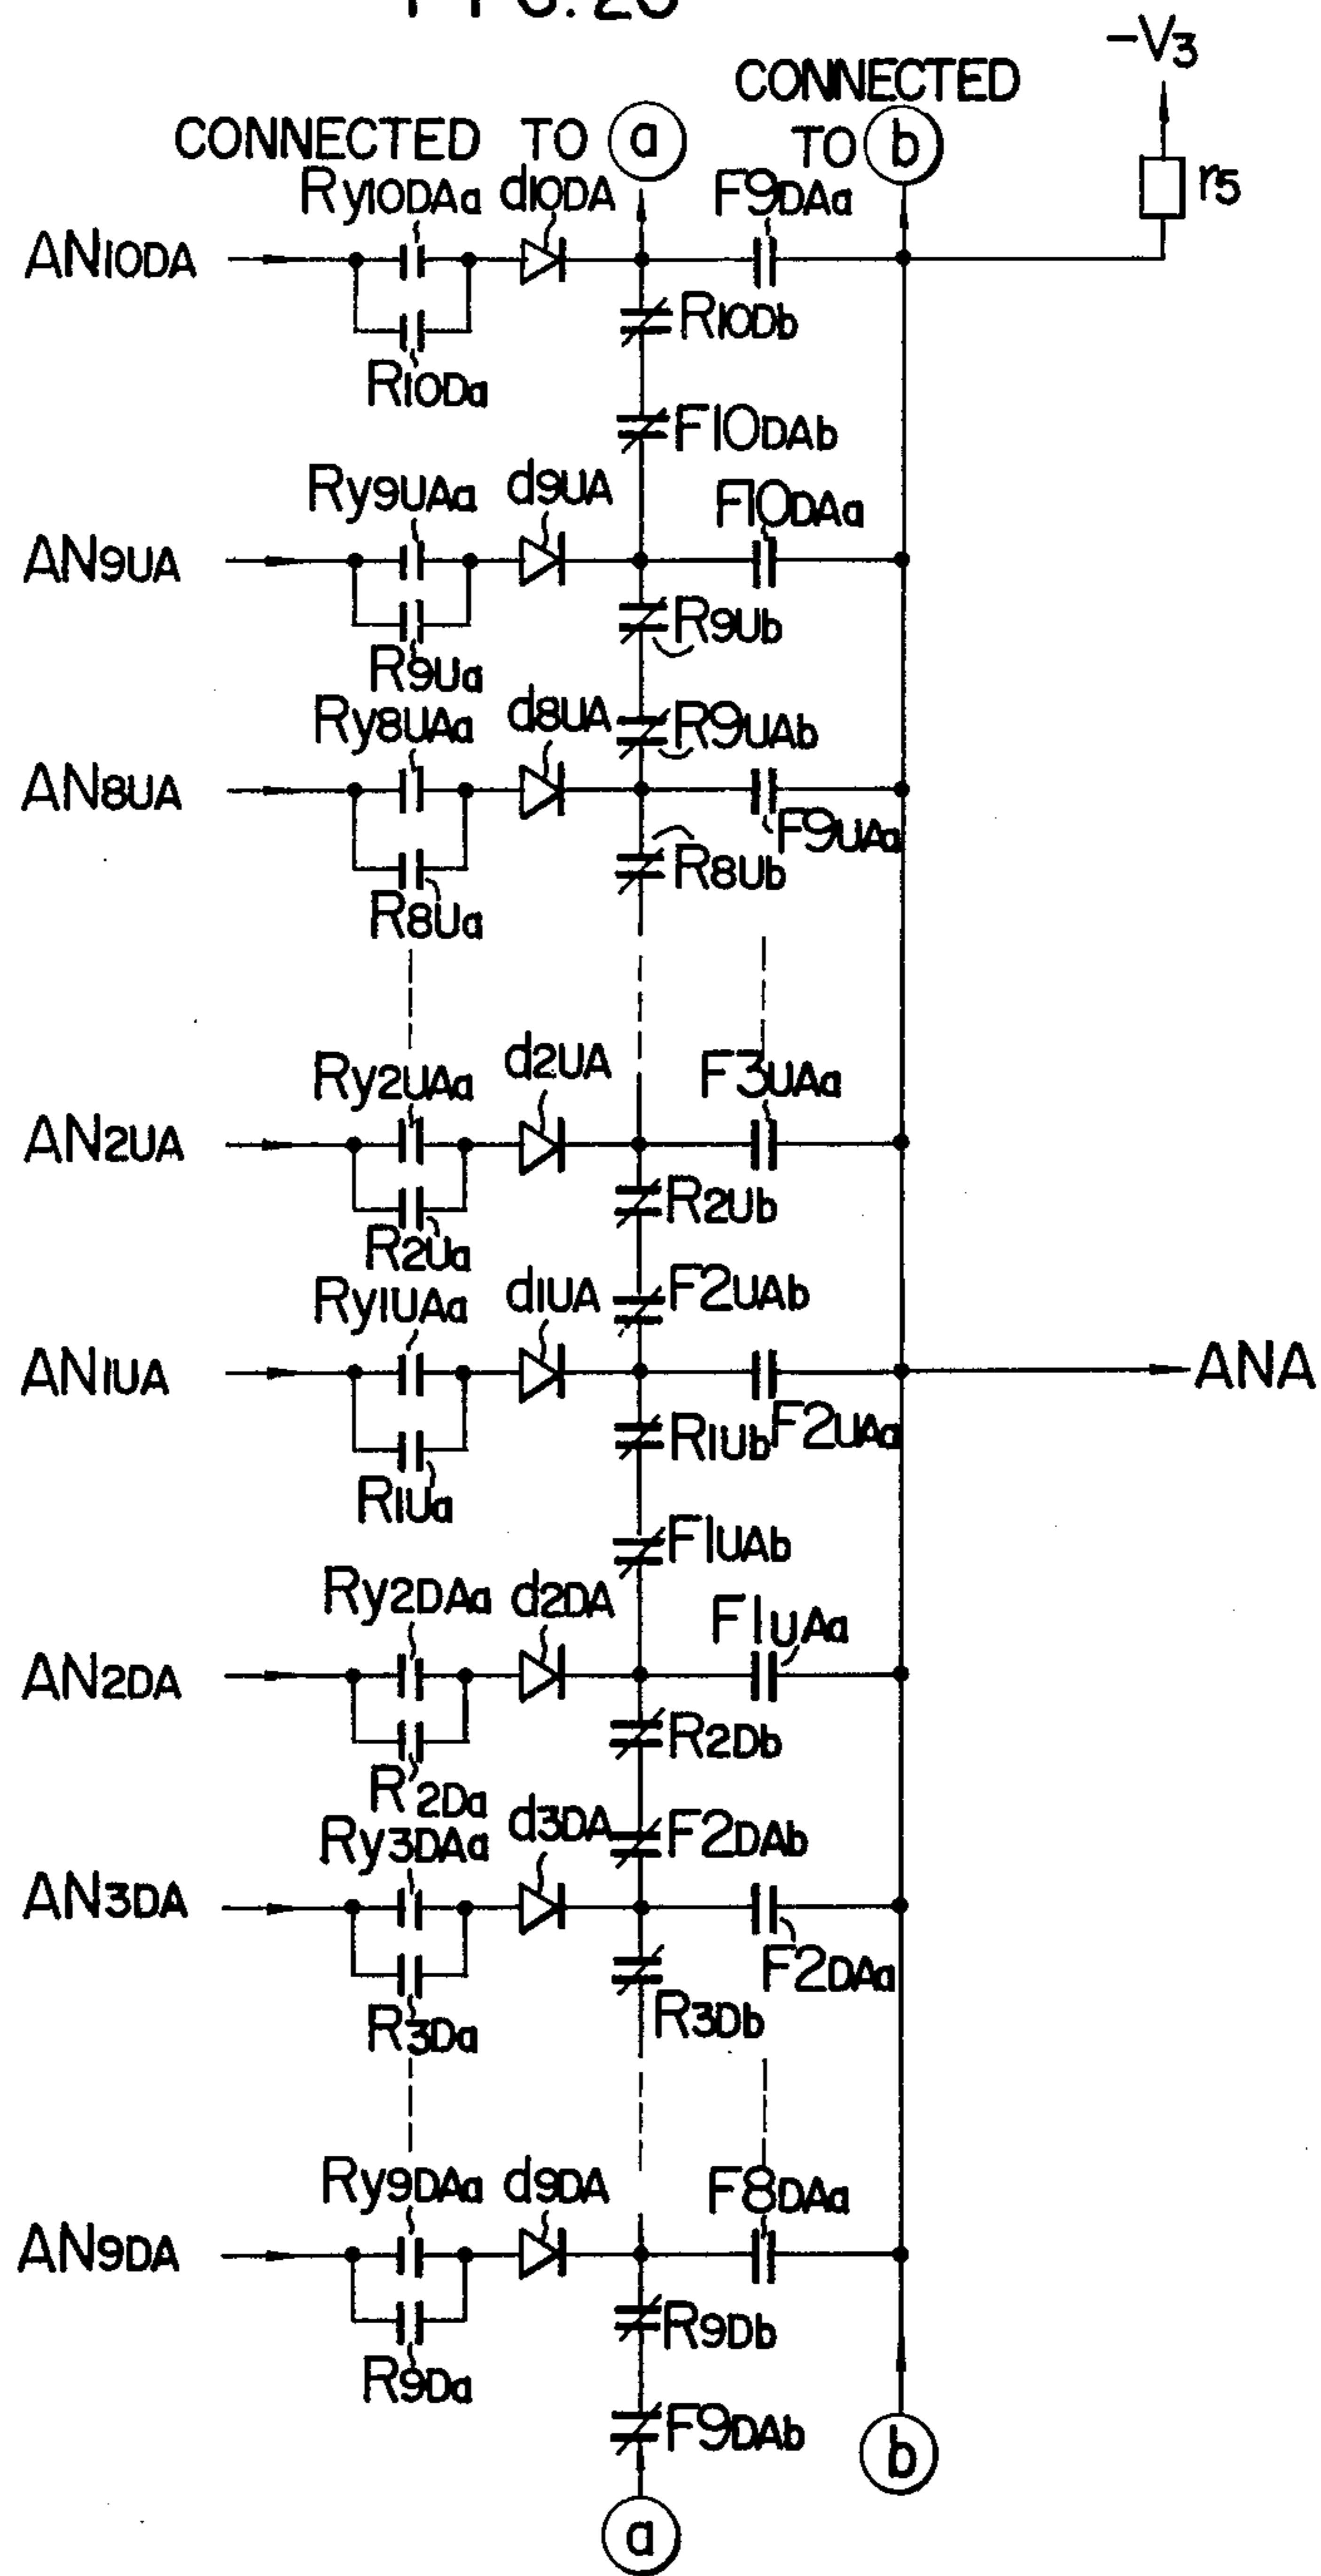 -V3
CONNECTED
CONNECTED TO a
TO b
Ry10DAa d10DA F9DAa r5
AN10DA
R10Db
R10Da
F10DAb
Ry9UAa d9UA F10DAa
AN9UA
R9Ub
R9Ua
Ry8UAa d8UA R9UAb
AN8UA
F9UAa
R8Ub
R8Ua
Ry2UAa d2UA F3UAa
AN2UA
R2Ub
R2Ua
Ry1UAa d1UA F2UAb
AN1UA ANA
R1Ub F2UAa
R1Ua
F1UAb
Ry2DAa d2DA F1UAa
AN2DA
R2Db
R2Da
Ry3DAa d3DA F2DAb
AN3DA
F2DAa
R3Da R3Db
Ry9DAa d9DA F8DAa
AN9DA
R9Db
R9Da
F9DAb
b
a